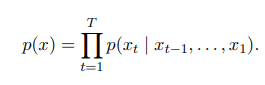 p(x) = ∏_{t=1}^{T} p(x_t | x_{t−1}, . . . , x_1).